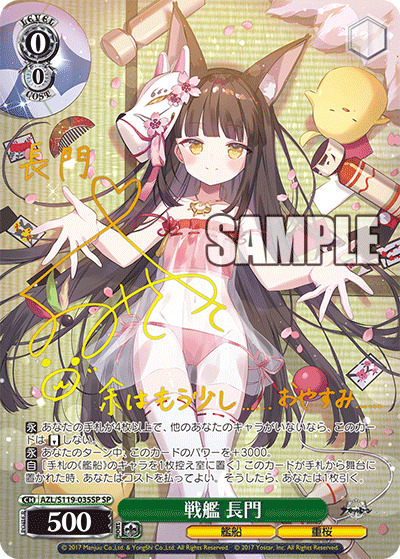 LEVEL
0
0
COST
長門
SAMPLE
余はもう少し……おやすみ……
永 あなたの手札が4枚以上で、他のあなたのキャラがいないなら、このカードは、しない。
永 あなたのターン中、このカードのパワーを+3000。
自 【手札の《艦船》のキャラを1枚控え室に置く】このカードが手札から舞台に置かれた時、あなたはコストを払ってよい。そうしたら、あなたは1枚引く。
CH AZL/S119-035SP SP
500
戦艦 長門
艦船 重桜
© 2017 Manjuu Co.,Ltd. & YongShi Co.,Ltd. All Rights Reserved. © 2017 Yostar, Inc. All Rights Reserved.